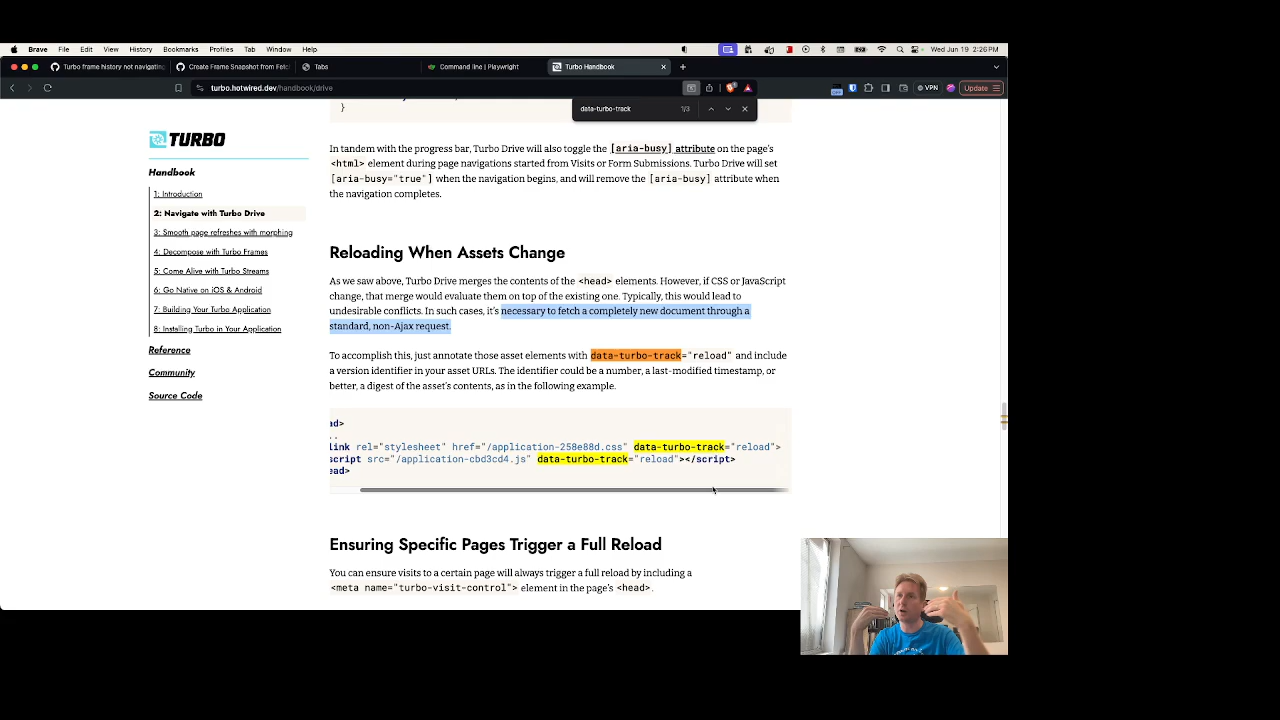 Brave File Edit View History Bookmarks Profiles Tab Window Help Wed Jun 19 2:26 PM
Turbo frame history not navigatin Create Frame Snapshot from Fetc Tabs Command line | Playwright Turbo Handbook
turbo.hotwired.dev/handbook/drive VPN Update
data-turbo-track 1/3
}
TURBO
Handbook
1: Introduction
2: Navigate with Turbo Drive
3: Smooth page refreshes with morphing
4: Decompose with Turbo Frames
5: Come Alive with Turbo Streams
6: Go Native on iOS & Android
7: Building Your Turbo Application
8: Installing Turbo in Your Application
Reference
Community
Source Code
In tandem with the progress bar, Turbo Drive will also toggle the [aria-busy] attribute on the page's
<html> element during page navigations started from Visits or Form Submissions. Turbo Drive will set
[aria-busy="true"] when the navigation begins, and will remove the [aria-busy] attribute when
the navigation completes.
Reloading When Assets Change
As we saw above, Turbo Drive merges the contents of the <head> elements. However, if CSS or JavaScript
change, that merge would evaluate them on top of the existing one. Typically, this would lead to
undesirable conflicts. In such cases, it's necessary to fetch a completely new document through a
standard, non-Ajax request.
To accomplish this, just annotate those asset elements with data-turbo-track="reload" and include
a version identifier in your asset URLs. The identifier could be a number, a last-modified timestamp, or
better, a digest of the asset's contents, as in the following example.
ad>
..
link rel="stylesheet" href="/application-258e88d.css" data-turbo-track="reload">
script src="/application-cbd3cd4.js" data-turbo-track="reload"></script>
ead>
Ensuring Specific Pages Trigger a Full Reload
You can ensure visits to a certain page will always trigger a full reload by including a
<meta name="turbo-visit-control"> element in the page's <head>.